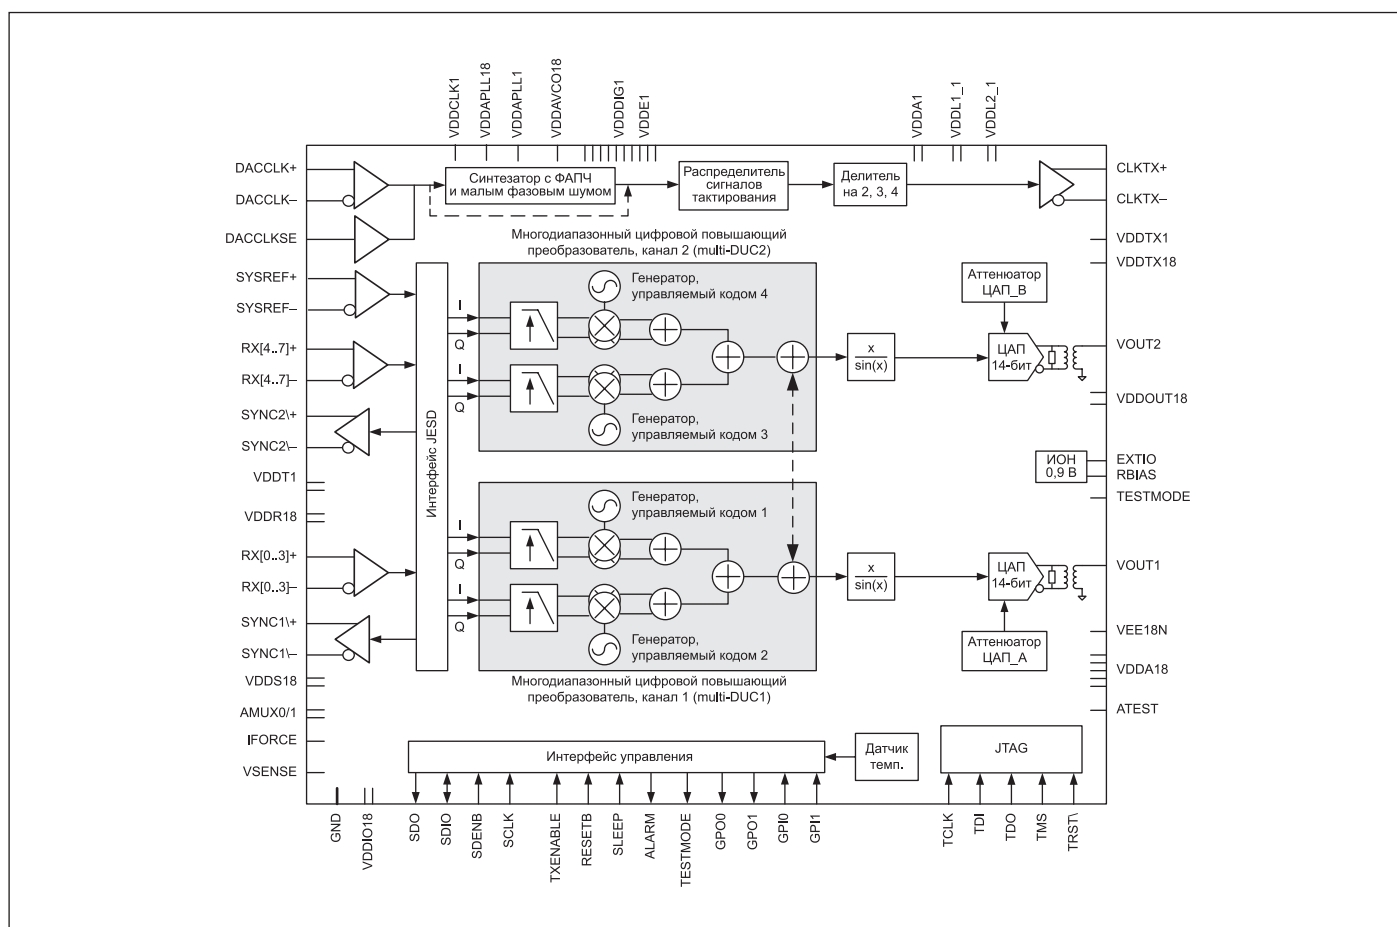 VDDCLK1
VDDAPLL18
VDDAPLL1
VDDAVCO18
VDDDIG1
VDDE1
VDDA1
VDDL1_1
VDDL2_1
DACCLK+
DACCLK–
DACCLKSE
SYSREF+
SYSREF–
RX[4..7]+
RX[4..7]–
SYNC2\+
SYNC2\–
VDDT1
VDDR18
RX[0..3]+
RX[0..3]–
SYNC1\+
SYNC1\–
VDDS18
AMUX0/1
IFORCE
VSENSE
Синтезатор с ФАПЧ
и малым фазовым шумом
Распределитель
сигналов
тактирования
Делитель
на 2, 3, 4
CLKTX+
CLKTX–
VDDTX1
VDDTX18
VOUT2
VDDOUT18
EXTIO
RBIAS
TESTMODE
VOUT1
VEE18N
VDDA18
ATEST
Интерфейс JESD
Многодиапазонный цифровой повышающий
преобразователь, канал 2 (multi-DUC2)
I
Q
I
Q
Генератор,
управляемый кодом 4
Генератор,
управляемый кодом 3
x
sin(x)
Аттенюатор
ЦАП_B
ЦАП
14-бит
ИОН
0,9 В
I
Q
I
Q
Генератор,
управляемый кодом 1
Генератор,
управляемый кодом 2
x
sin(x)
ЦАП
14-бит
Аттенюатор
ЦАП_A
Многодиапазонный цифровой повышающий
преобразователь, канал 1 (multi-DUC1)
Интерфейс управления
Датчик
темп.
JTAG
GND
VDDIO18
SDO
SDIO
SDENB
SCLK
TXENABLE
RESETB
SLEEP
ALARM
TESTMODE
GPO0
GPO1
GPI0
GPI1
TCLK
TDI
TDO
TMS
TRST\